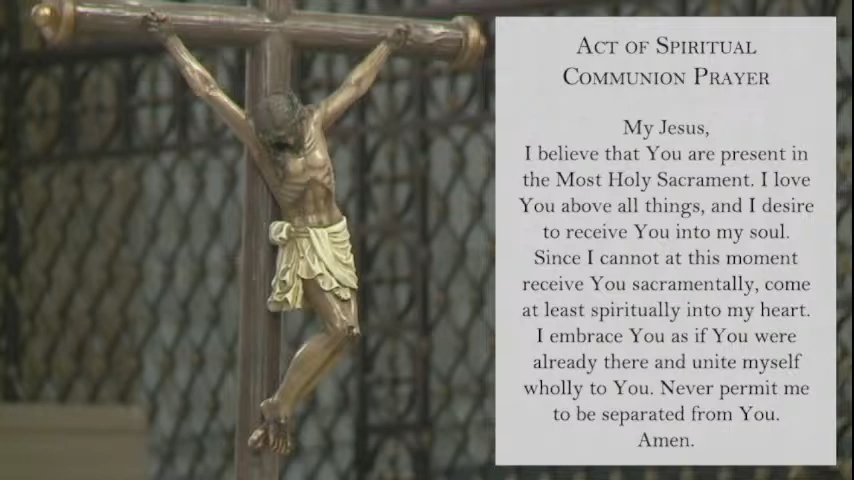 Act of Spiritual
Communion Prayer
My Jesus,
I believe that You are present in
the Most Holy Sacrament. I love
You above all things, and I desire
to receive You into my soul.
Since I cannot at this moment
receive You sacramentally, come
at least spiritually into my heart.
I embrace You as if You were
already there and unite myself
wholly to You. Never permit me
to be separated from You.
Amen.